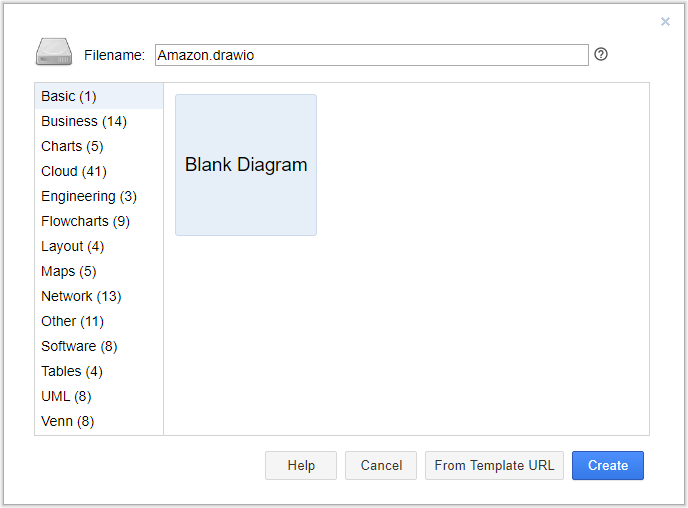 Filename: Amazon.drawio
Basic (1)
Business (14)
Charts (5)
Cloud (41)
Engineering (3)
Flowcharts (9)
Layout (4)
Maps (5)
Network (13)
Other (11)
Software (8)
Tables (4)
UML (8)
Venn (8)
Blank Diagram
Help Cancel From Template URL Create